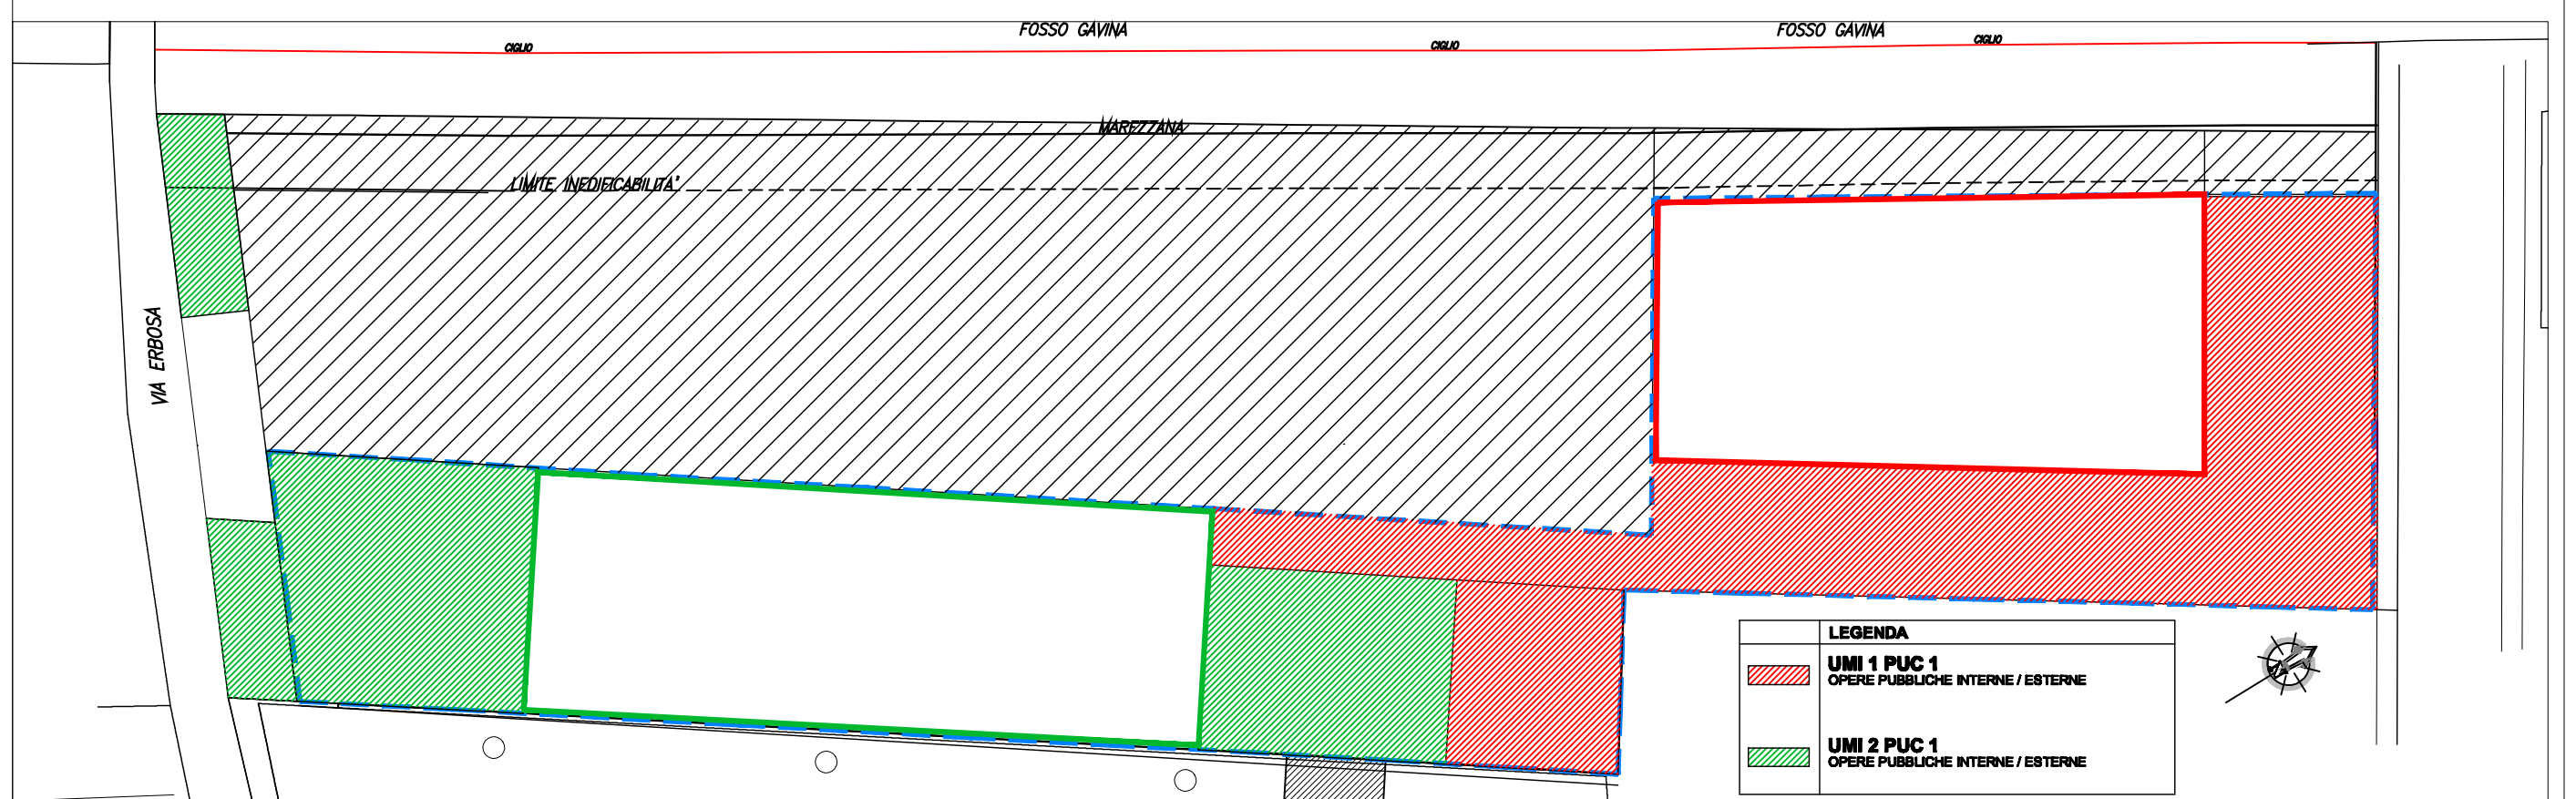 FOSSO GAVINA
FOSSO GAVINA
CIGLIO
CIGLIO
CIGLIO
MAREZZANA
LIMITE INEDIFICABILITA'
VIA ERBOSA
LEGENDA
UMI 1 PUC 1
OPERE PUBBLICHE INTERNE / ESTERNE
UMI 2 PUC 1
OPERE PUBBLICHE INTERNE / ESTERNE